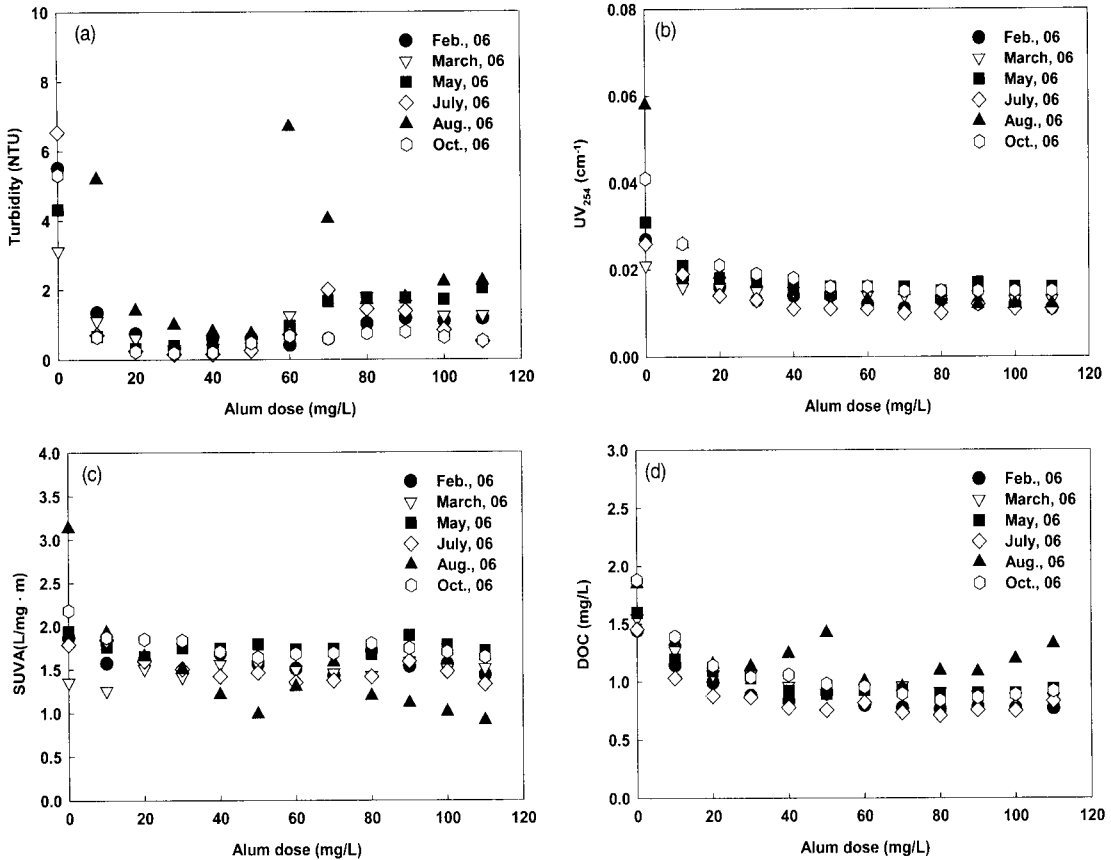 (a)
10
8
6
4
2
0
Turbidity (NTU)
0 20 40 60 80 100 120
Alum dose (mg/L)
Feb., 06
March, 06
May, 06
July, 06
Aug., 06
Oct., 06
(b)
0.08
0.06
0.04
0.02
0.00
UV254 (cm-1)
0 20 40 60 80 100 120
Alum dose (mg/L)
Feb., 06
March, 06
May, 06
July, 06
Aug., 06
Oct., 06
(c)
4.0
3.5
3.0
2.5
2.0
1.5
1.0
0.5
0.0
SUVA(L/mg · m)
0 20 40 60 80 100 120
Alum dose (mg/L)
Feb., 06
March, 06
May, 06
July, 06
Aug., 06
Oct., 06
(d)
3.0
2.5
2.0
1.5
1.0
0.5
0.0
DOC (mg/L)
0 20 40 60 80 100 120
Alum dose (mg/L)
Feb., 06
March, 06
May, 06
July, 06
Aug., 06
Oct., 06